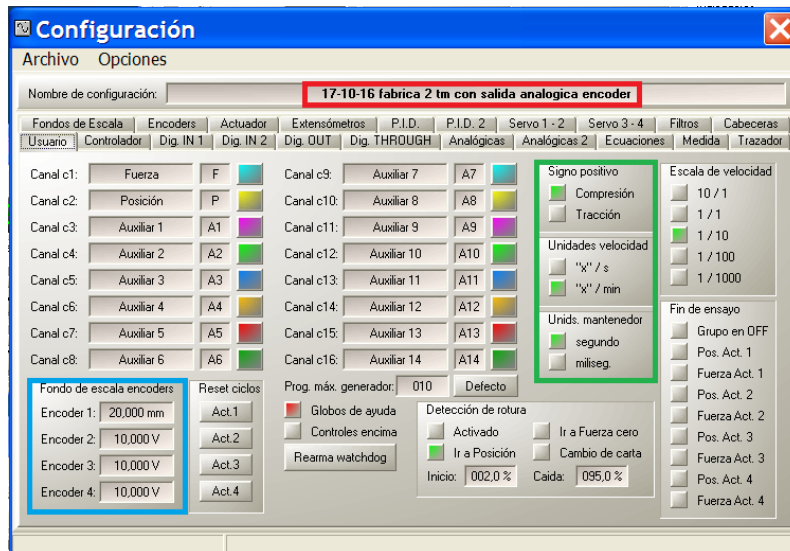 Configuración
Archivo Opciones
Nombre de configuración: 17-10-16 fabrica 2 tm con salida analogica encoder
Fondos de Escala Encoders Actuador Extensómetros P.I.D. P.I.D. 2 Servo 1 - 2 Servo 3 - 4 Filtros Cabeceras
Usuario Controlador Dig. IN 1 Dig. IN 2 Dig. OUT Dig. THROUGH Analógicas Analógicas 2 Ecuaciones Medida Trazador
Canal c1: Fuerza F
Canal c2: Posición P
Canal c3: Auxiliar 1 A1
Canal c4: Auxiliar 2 A2
Canal c5: Auxiliar 3 A3
Canal c6: Auxiliar 4 A4
Canal c7: Auxiliar 5 A5
Canal c8: Auxiliar 6 A6
Canal c9: Auxiliar 7 A7
Canal c10: Auxiliar 8 A8
Canal c11: Auxiliar 9 A9
Canal c12: Auxiliar 10 A10
Canal c13: Auxiliar 11 A11
Canal c14: Auxiliar 12 A12
Canal c15: Auxiliar 13 A13
Canal c16: Auxiliar 14 A14
Signo positivo
Compresión
Tracción
Unidades velocidad
"x" / s
"x" / min
Unids. mantenedor
segundo
miliseg.
Escala de velocidad
10 / 1
1 / 1
1 / 10
1 / 100
1 / 1000
Fin de ensayo
Grupo en OFF
Pos. Act. 1
Fuerza Act. 1
Pos. Act. 2
Fuerza Act. 2
Pos. Act. 3
Fuerza Act. 3
Pos. Act. 4
Fuerza Act. 4
Fondo de escala encoders
Encoder 1: 20,000 mm
Encoder 2: 10,000 V
Encoder 3: 10,000 V
Encoder 4: 10,000 V
Reset ciclos
Act.1
Act.2
Act.3
Act.4
Prog. máx. generador: 010 Defecto
Globos de ayuda
Controles encima
Rearma watchdog
Detección de rotura
Activado Ir a Fuerza cero
Ir a Posición Cambio de carta
Inicio: 002,0 % Caida: 095,0 %